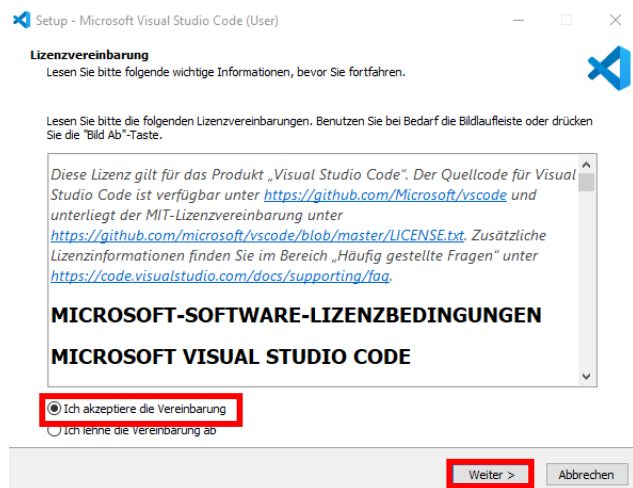 Setup - Microsoft Visual Studio Code (User)
Lizenzvereinbarung
Lesen Sie bitte folgende wichtige Informationen, bevor Sie fortfahren.
Lesen Sie bitte die folgenden Lizenzvereinbarungen. Benutzen Sie bei Bedarf die Bildlaufleiste oder drücken
Sie die "Bild Ab"-Taste.
Diese Lizenz gilt für das Produkt „Visual Studio Code“. Der Quellcode für Visual
Studio Code ist verfügbar unter https://github.com/Microsoft/vscode und
unterliegt der MIT-Lizenzvereinbarung unter
https://github.com/microsoft/vscode/blob/master/LICENSE.txt. Zusätzliche
Lizenzinformationen finden Sie im Bereich „Häufig gestellte Fragen“ unter
https://code.visualstudio.com/docs/supporting/faq.
MICROSOFT-SOFTWARE-LIZENZBEDINGUNGEN
MICROSOFT VISUAL STUDIO CODE
Ich akzeptiere die Vereinbarung
Ich lehne die Vereinbarung ab
Weiter > Abbrechen